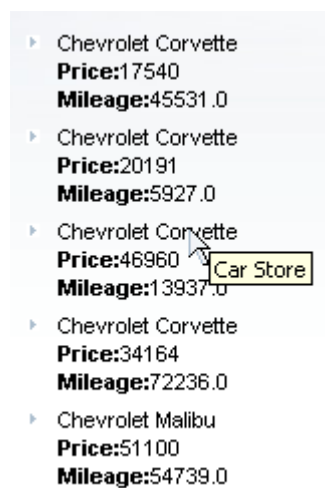 Chevrolet Corvette
Price:17540
Mileage:45531.0
Chevrolet Corvette
Price:20191
Mileage:5927.0
Chevrolet Corvette
Price:46960
Car Store
Mileage:13937.0
Chevrolet Corvette
Price:34164
Mileage:72236.0
Chevrolet Malibu
Price:51100
Mileage:54739.0